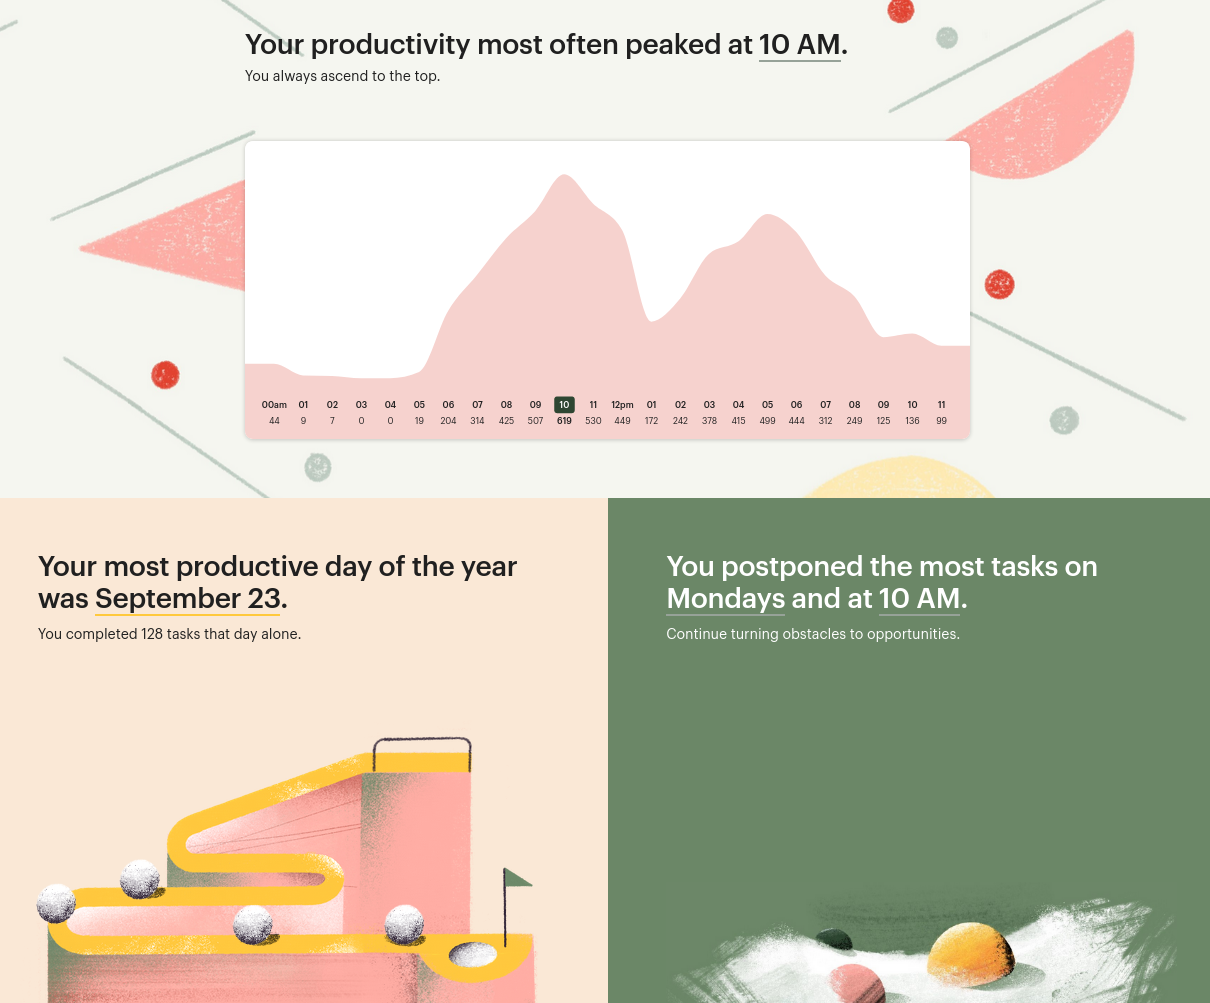 Your productivity most often peaked at 10 AM.
You always ascend to the top.
00am 01 02 03 04 05 06 07 08 09 10 11 12pm 01 02 03 04 05 06 07 08 09 10 11
44 9 7 0 0 19 204 314 425 507 619 530 449 172 242 378 415 499 444 312 249 125 136 99
Your most productive day of the year
was September 23.
You completed 128 tasks that day alone.
You postponed the most tasks on
Mondays and at 10 AM.
Continue turning obstacles to opportunities.